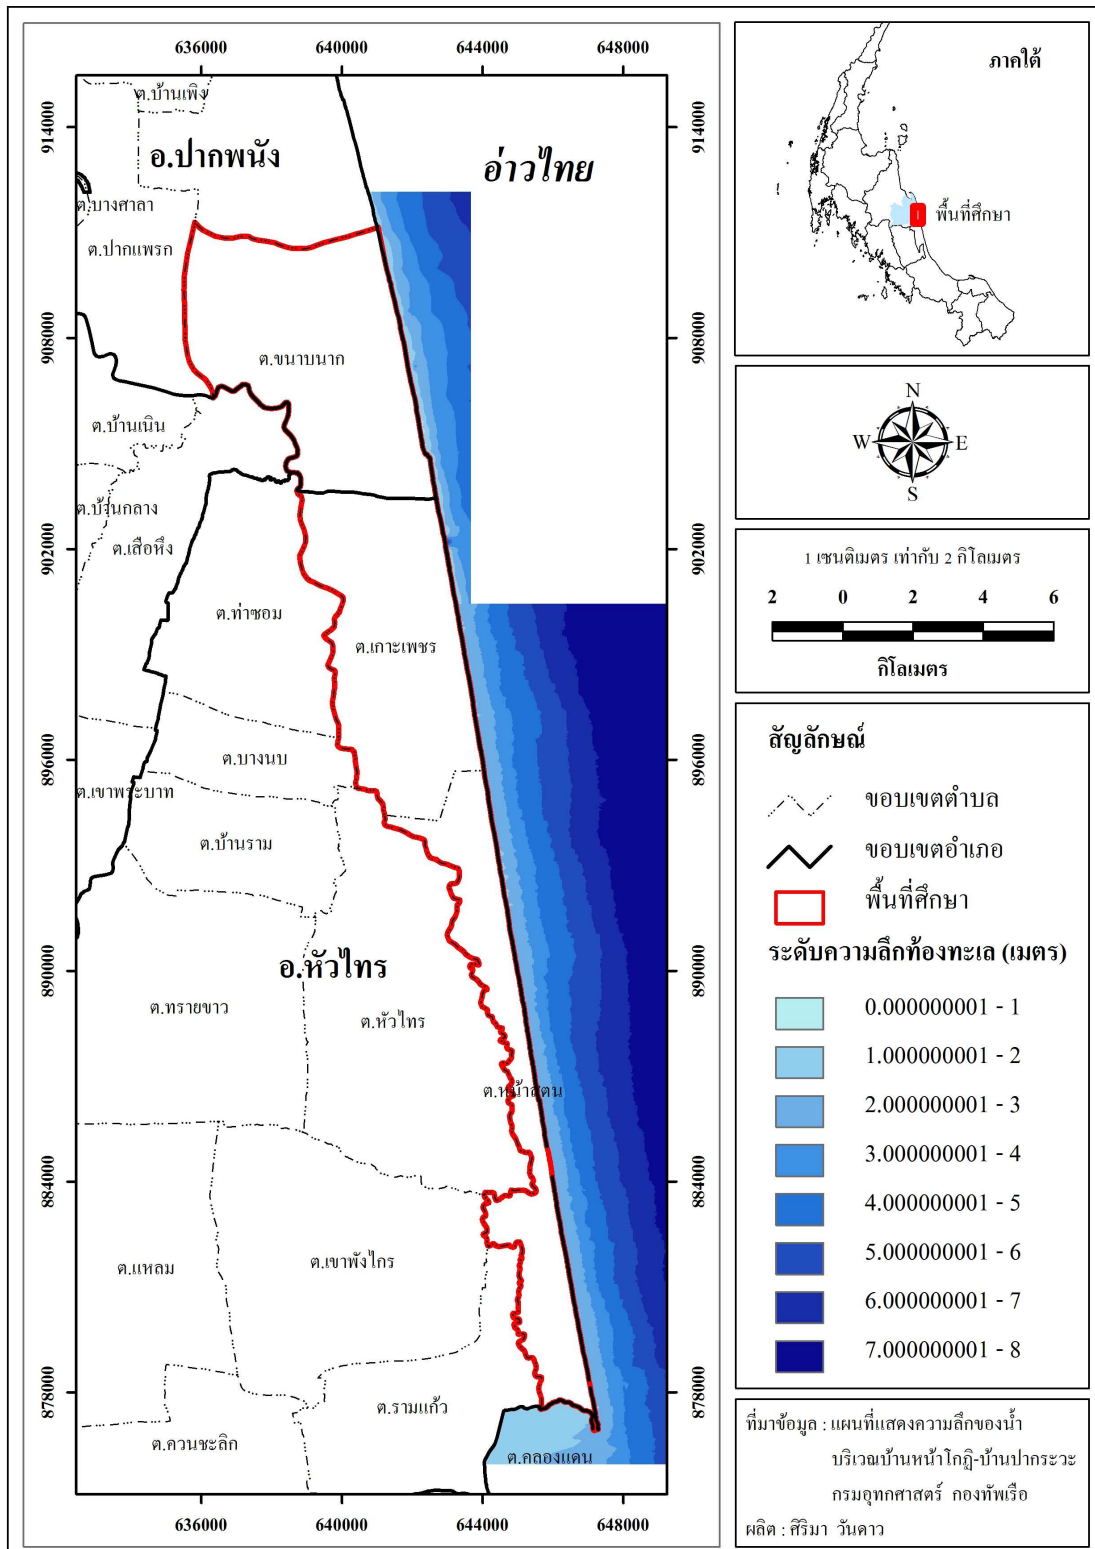 636000 640000 644000 648000
914000
908000
902000
896000
890000
884000
878000
ต.บ้านเพิง
อ.ปากพนัง
อ่าวไทย
ต.บางศาลา
ต.ปากแพรก
ต.ขนาบนาก
ต.บ้านเนิน
ต.บ้านกลาง
ต.เสือหึง
ต.ท่าซอม
ต.เกาะเพชร
ต.บางนบ
ต.เขาพระบาท
ต.บ้านราม
อ.หัวไทร
ต.ทรายขาว
ต.หัวไทร
ต.หน้าสตน
ต.แหลม
ต.เขาพังไกร
ต.รามแก้ว
ต.ควนชะลิก
ต.คลองแดน
914000
908000
902000
896000
890000
884000
878000
636000 640000 644000 648000
ภาคใต้
พื้นที่ศึกษา
N
W E
S
1 เซนติเมตร เท่ากับ 2 กิโลเมตร
2 0 2 4 6
กิโลเมตร
สัญลักษณ์
ขอบเขตตำบล
ขอบเขตอำเภอ
พื้นที่ศึกษา
ระดับความลึกท้องทะเล (เมตร)
0.000000001 - 1
1.000000001 - 2
2.000000001 - 3
3.000000001 - 4
4.000000001 - 5
5.000000001 - 6
6.000000001 - 7
7.000000001 - 8
ที่มาข้อมูล : แผนที่แสดงความลึกของน้ำ
บริเวณบ้านหน้าโกฏิ-บ้านปากระวะ
กรมอุทกศาสตร์ กองทัพเรือ
ผลิต : ศิริมา วันดาว